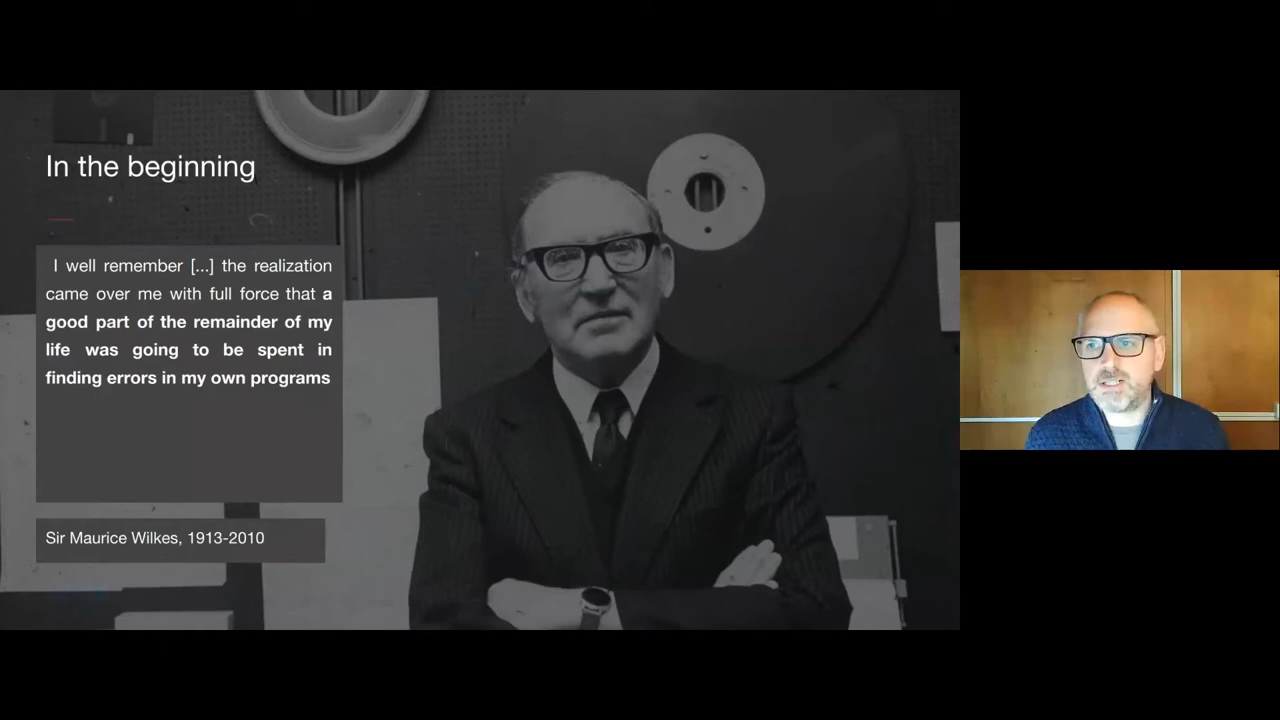 In the beginning
I well remember [...] the realization
came over me with full force that a
good part of the remainder of my
life was going to be spent in
finding errors in my own programs
Sir Maurice Wilkes, 1913-2010